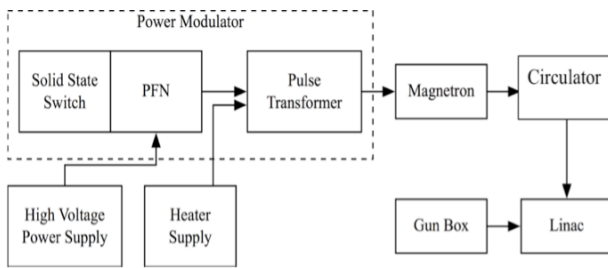 Power Modulator
Solid State
Switch
PFN
Pulse
Transformer
Magnetron
Circulator
High Voltage
Power Supply
Heater
Supply
Gun Box
Linac